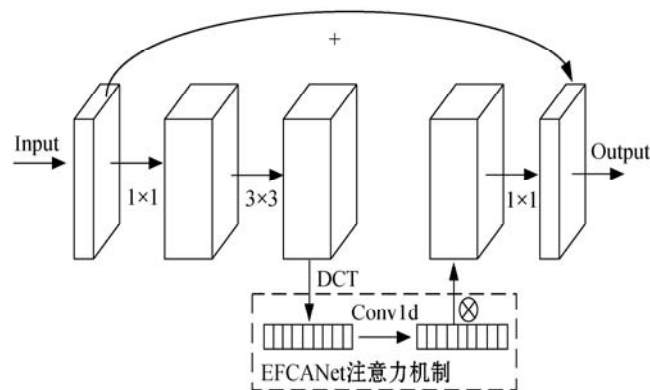 +
Input
1×1
3×3
1×1
Output
DCT
Conv1d
EFCANet注意力机制